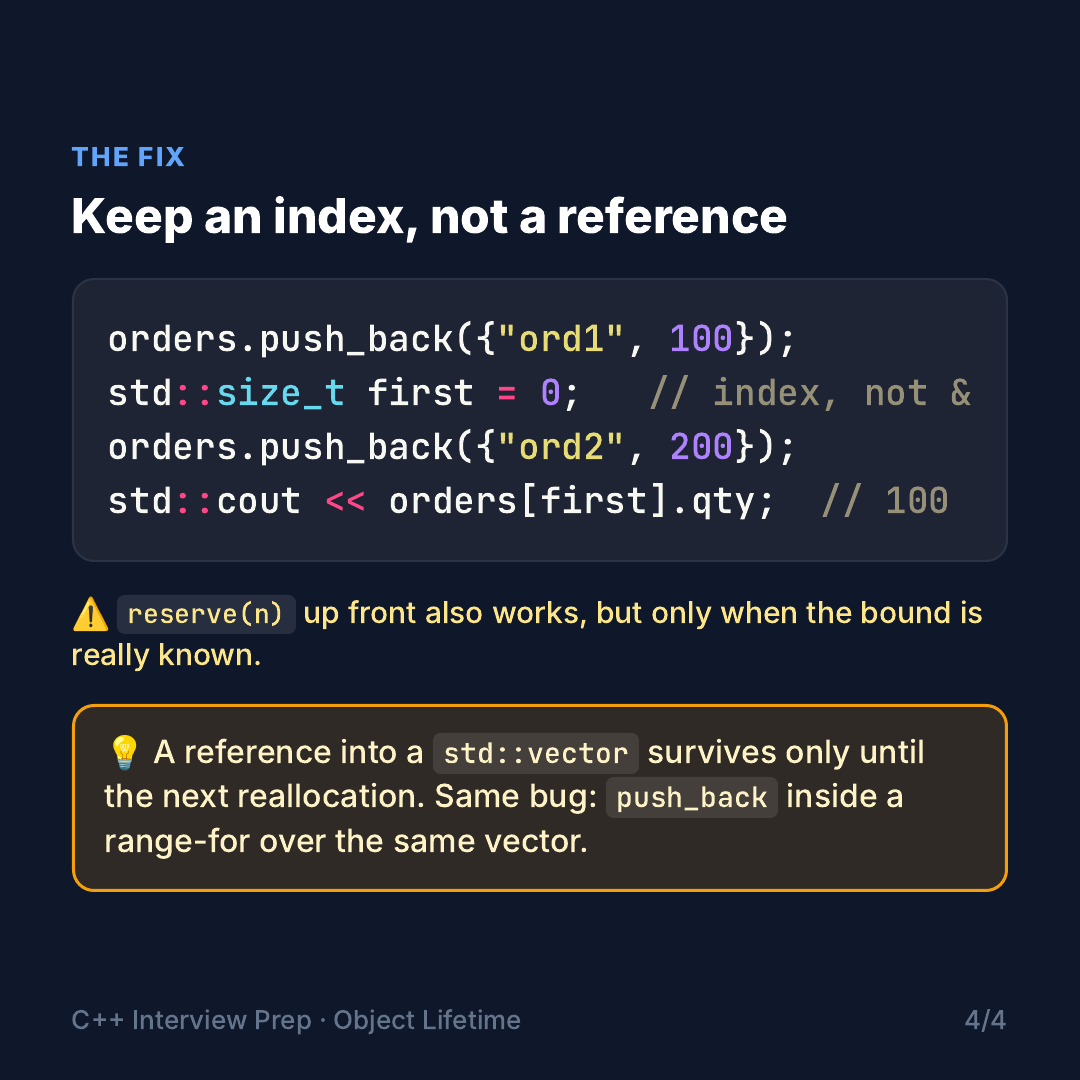 THE FIX
Keep an index, not a reference
orders.push_back({"ord1", 100});
std::size_t first = 0;   // index, not &
orders.push_back({"ord2", 200});
std::cout << orders[first].qty;  // 100
⚠️ reserve(n) up front also works, but only when the bound is
really known.
💡 A reference into a std::vector survives only until
the next reallocation. Same bug: push_back inside a
range-for over the same vector.
C++ Interview Prep · Object Lifetime
4/4